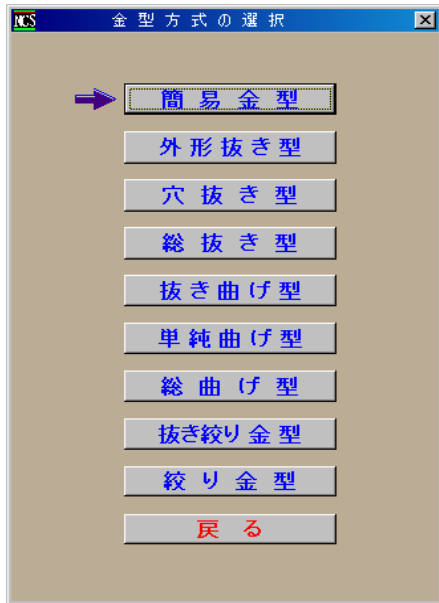 NCS 金型方式の選択
簡易金型
外形抜き型
穴抜き型
総抜き型
抜き曲げ型
単純曲げ型
総曲げ型
抜き絞り金型
絞り金型
戻る